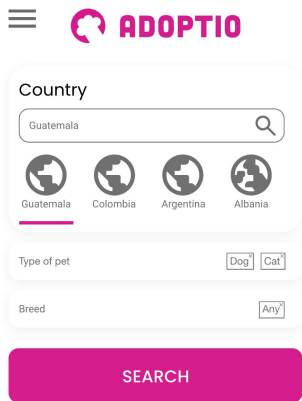 ADOPTIO
Country
Guatemala
Guatemala Colombia Argentina Albania
Type of pet Dog x Cat x
Breed Any x
SEARCH